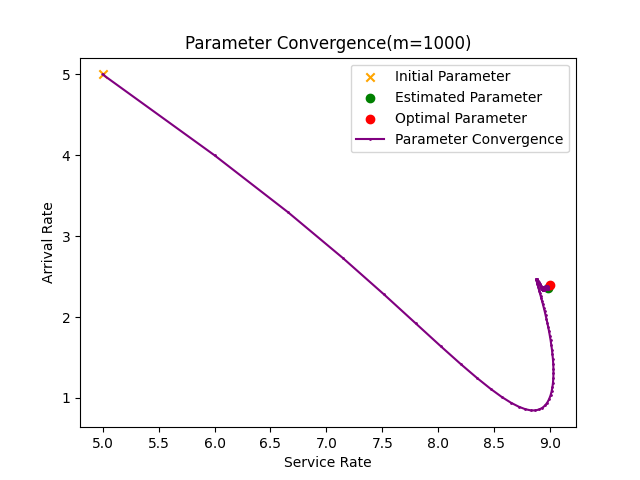 Parameter Convergence(m=1000)
Initial Parameter
Estimated Parameter
Optimal Parameter
Parameter Convergence
Arrival Rate
5
4
3
2
1
5.0 5.5 6.0 6.5 7.0 7.5 8.0 8.5 9.0
Service Rate